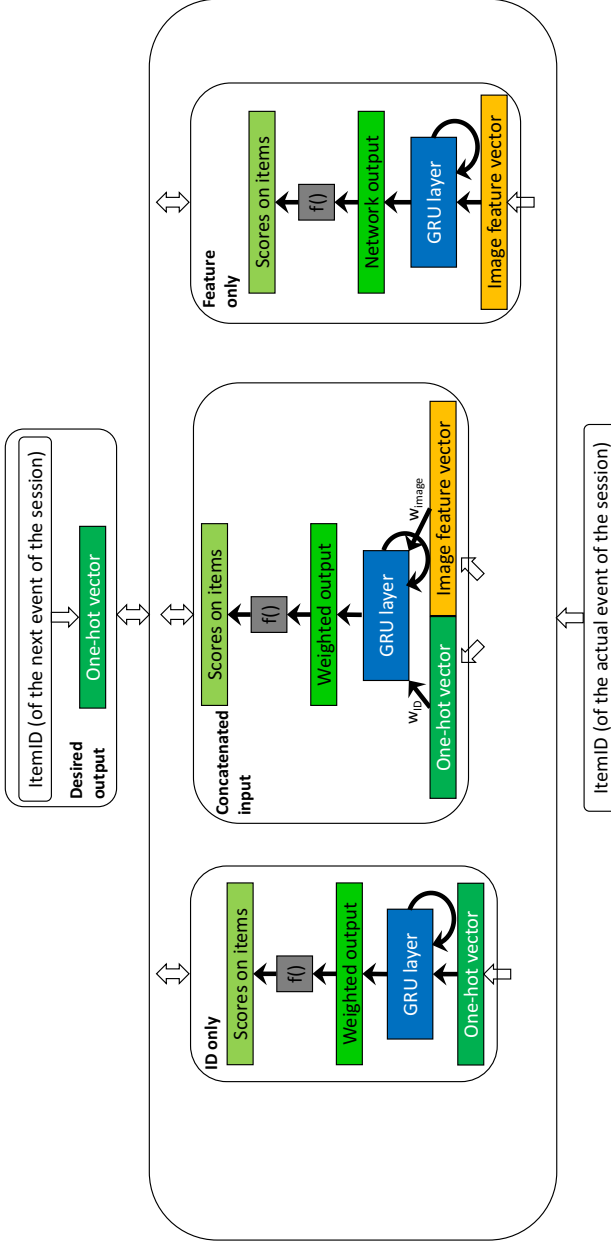 ItemID (of the next event of the session)
One-hot vector
Desired
output
ID only
Scores on items
f()
Weighted output
GRU layer
One-hot vector
Concatenated
input
Scores on items
f()
Weighted output
GRU layer
wID
wimage
One-hot vector
Image feature vector
Feature
only
Scores on items
f()
Network output
GRU layer
Image feature vector
ItemID (of the actual event of the session)